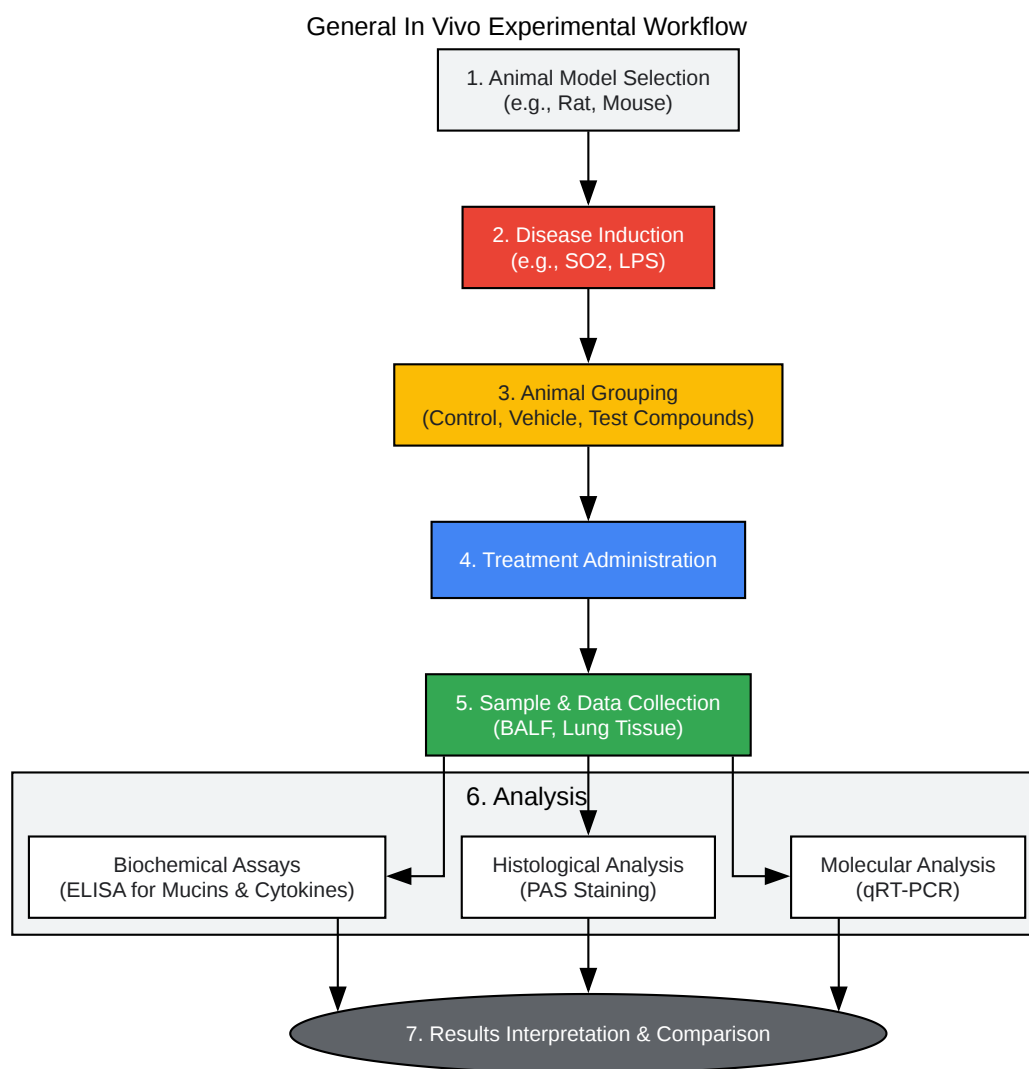 General In Vivo Experimental Workflow
1. Animal Model Selection
(e.g., Rat, Mouse)
2. Disease Induction
(e.g., SO2, LPS)
3. Animal Grouping
(Control, Vehicle, Test Compounds)
4. Treatment Administration
5. Sample & Data Collection
(BALF, Lung Tissue)
6. Analysis
Biochemical Assays
(ELISA for Mucins & Cytokines)
Histological Analysis
(PAS Staining)
Molecular Analysis
(qRT-PCR)
7. Results Interpretation & Comparison